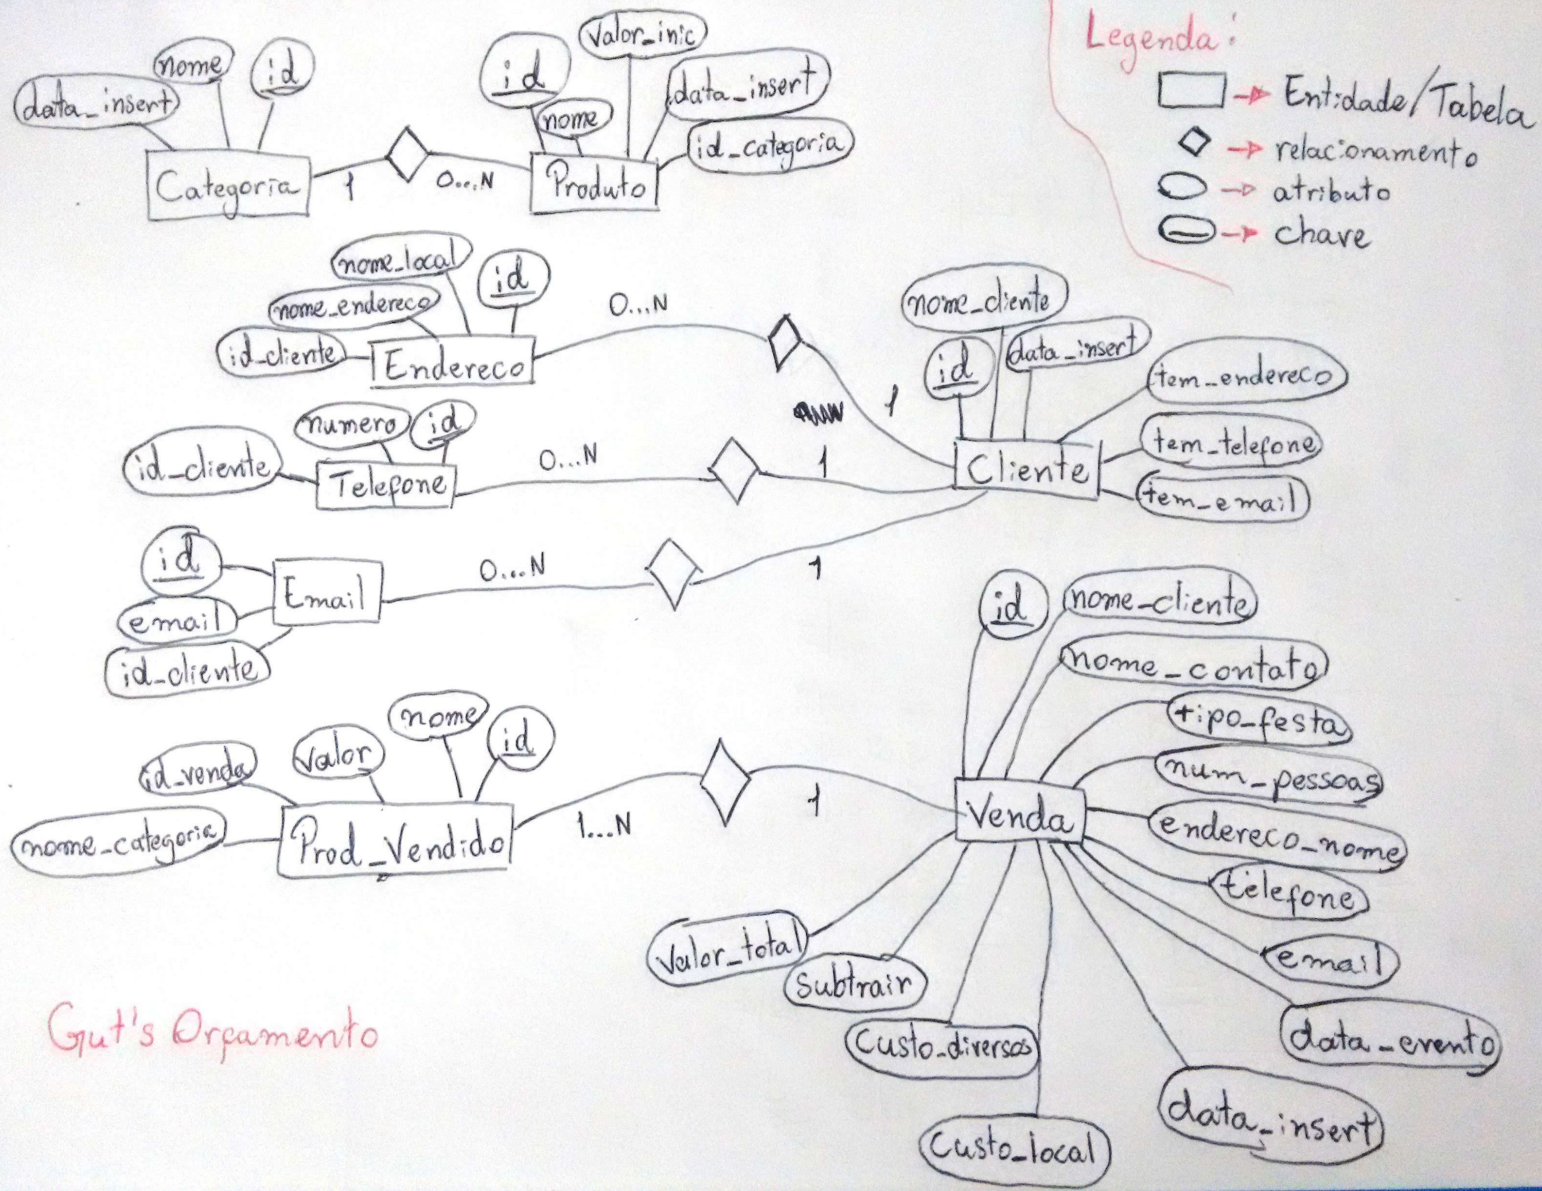 Legenda:
Entidade/Tabela
relacionamento
atributo
chave
data_insert
nome
id
Categoria
1
0...N
id
nome
valor_inic
data_insert
id_categoria
Produto
nome_local
id
nome_endereco
id_cliente
Endereco
0...N
1
nome_cliente
id
data_insert
tem_endereco
tem_telefone
tem_email
Cliente
numero
id
id_cliente
Telefone
0...N
1
id
email
id_cliente
Email
0...N
1
id
nome_cliente
nome_contato
tipo_festa
num_pessoas
endereco_nome
telefone
email
data_evento
data_insert
Custo_local
Custo_diversos
Subtrair
Valor_total
Venda
nome
id
valor
id_venda
nome_categoria
Prod_Vendido
1...N
1
Gut's Orçamento